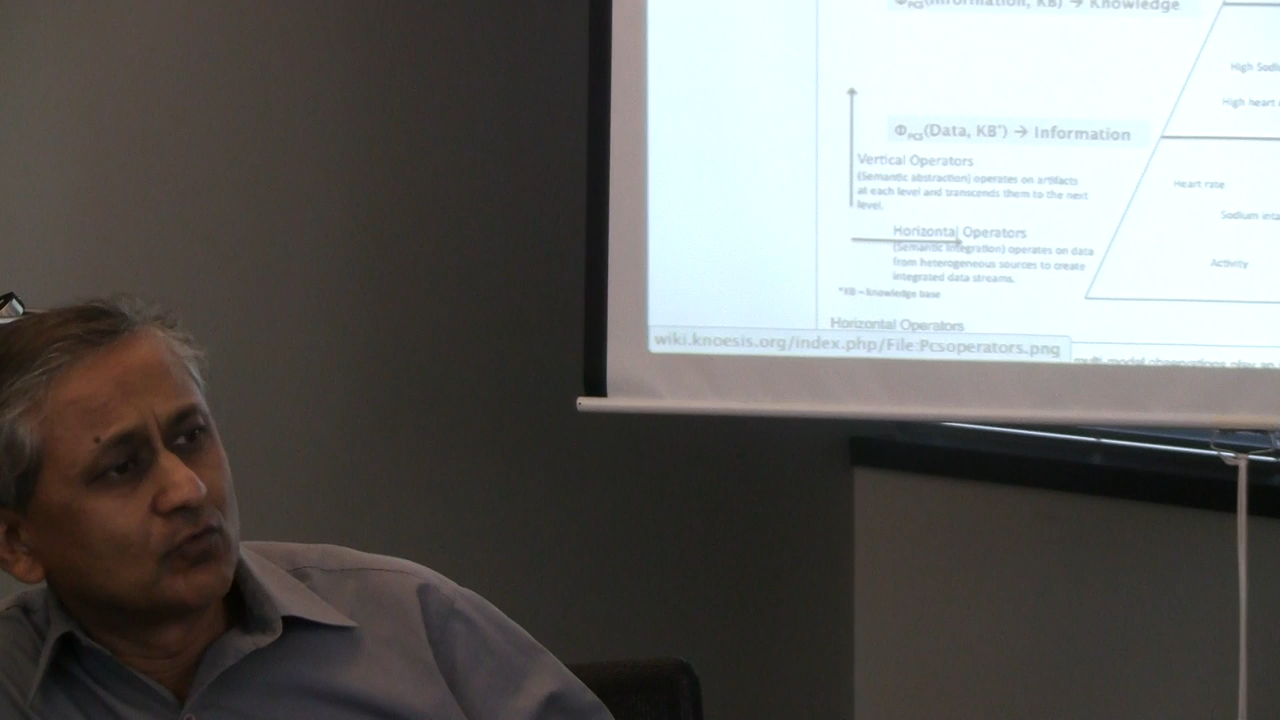 ΦPCS(Information, KB) → Knowledge
High
High heart
ΦPCS(Data, KB*) → Information
Vertical Operators
(Semantic abstraction) operates on artifacts
at each level and transcends them to the next
level.
Heart rate
Sodium
Horizontal Operators
(Semantic Integration) operates on data
from heterogeneous sources to create
integrated data streams.
Activity
*KB – knowledge base
Horizontal Operators
wiki.knoesis.org/index.php/File:Pcsoperators.png